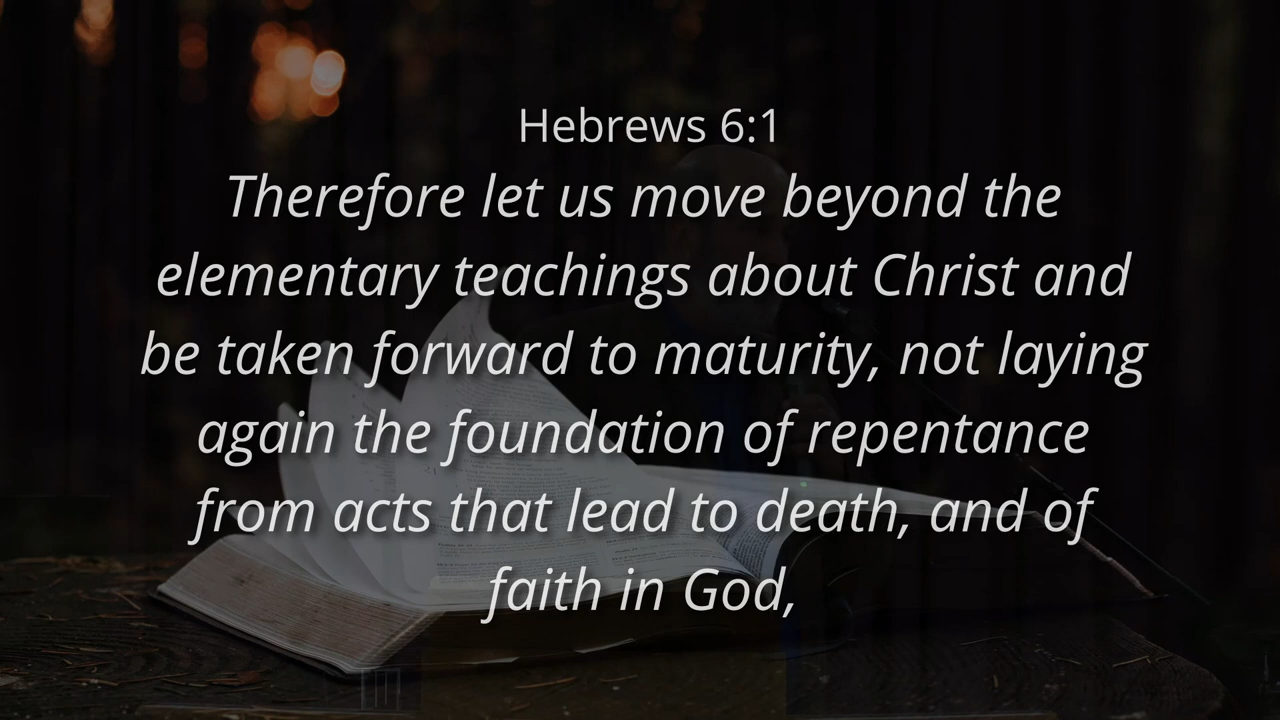 Hebrews 6:1
Therefore let us move beyond the
elementary teachings about Christ and
be taken forward to maturity, not laying
again the foundation of repentance
from acts that lead to death, and of
faith in God,